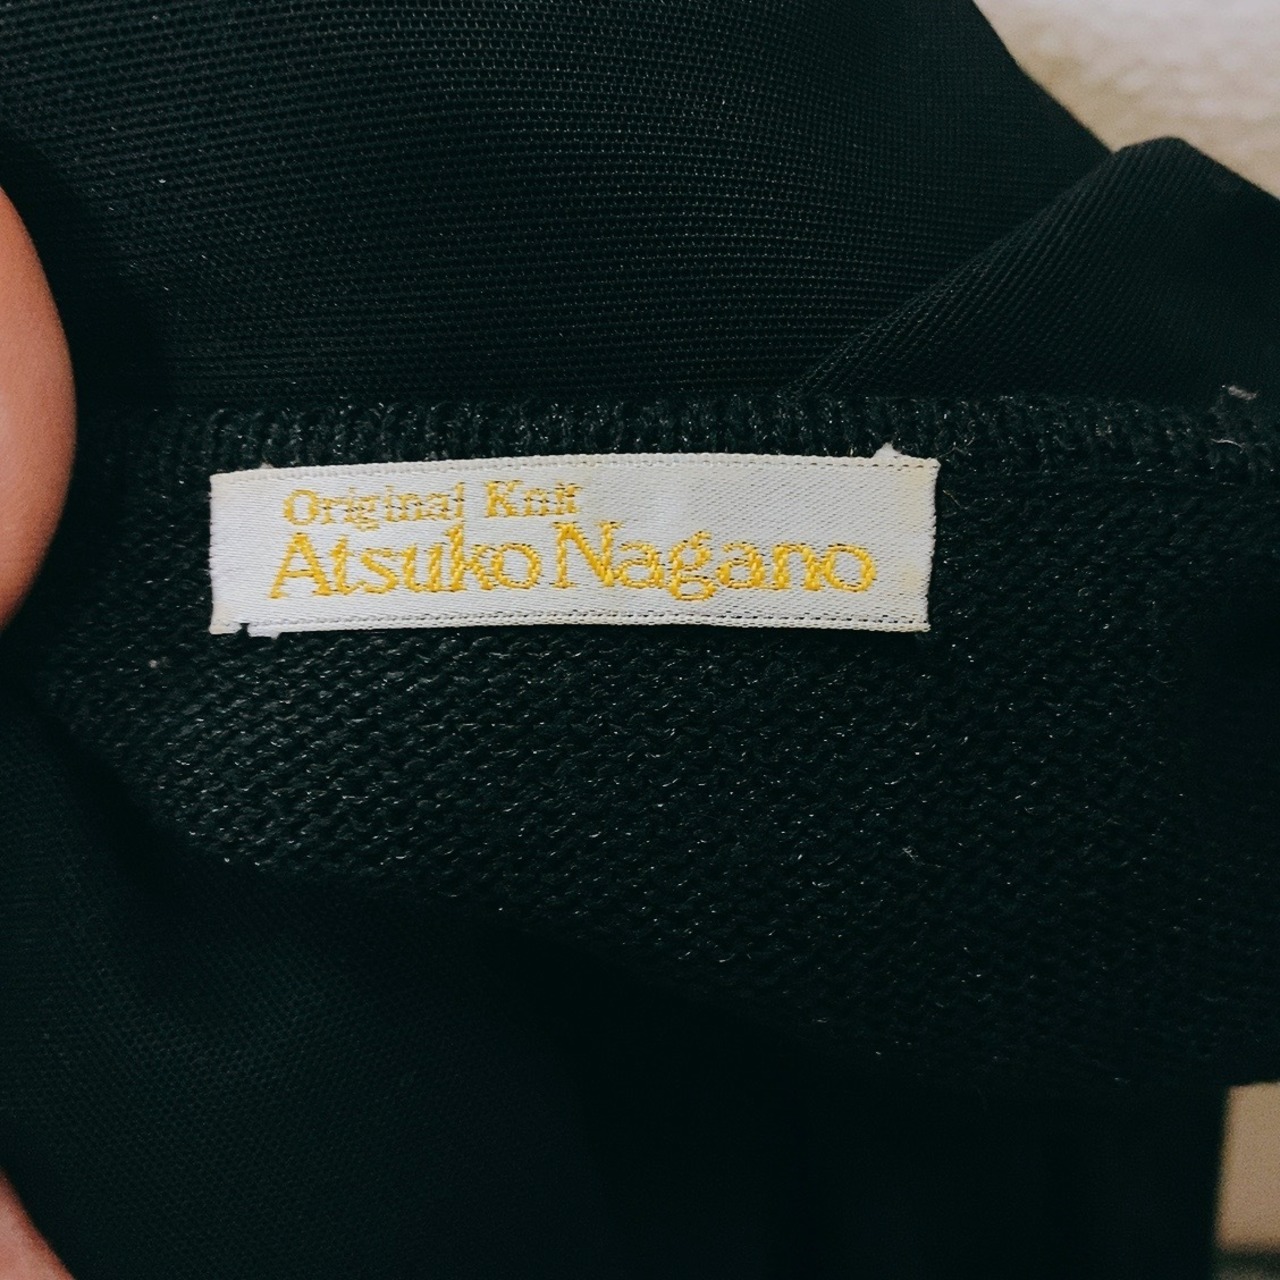 Original Knit
Atsuko Nagano